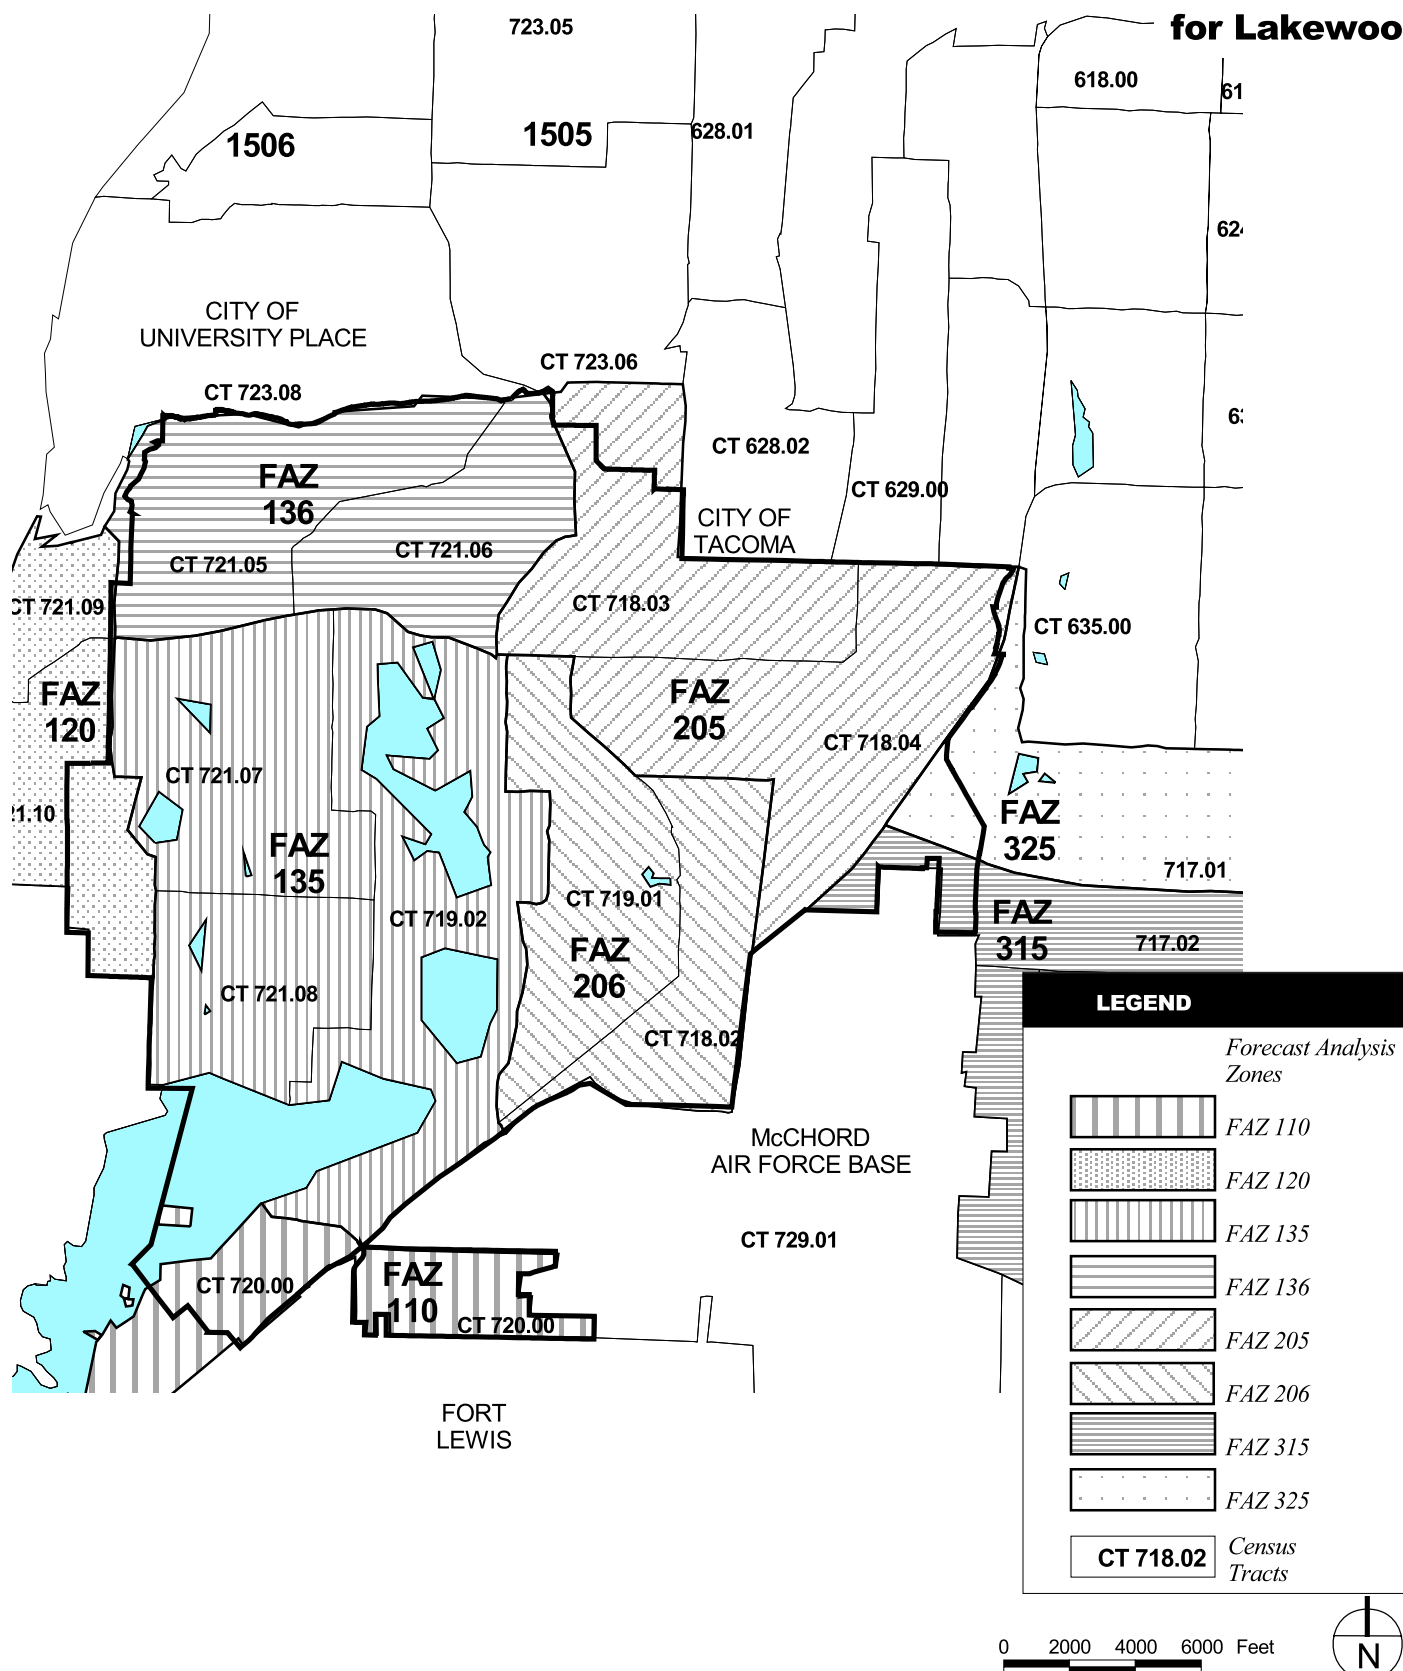 for Lakewoo
723.05
618.00
61
1506
1505
628.01
624
CITY OF
UNIVERSITY PLACE
CT 723.06
CT 723.08
63
CT 628.02
FAZ
136
CT 629.00
CITY OF
TACOMA
CT 721.05
CT 721.06
CT 721.09
CT 718.03
CT 635.00
FAZ
120
FAZ
205
CT 718.04
CT 721.07
21.10
FAZ
135
FAZ
325
717.01
CT 719.01
CT 719.02
FAZ
315
717.02
FAZ
206
CT 721.08
CT 718.02
McCHORD
AIR FORCE BASE
CT 729.01
CT 720.00
FAZ
110
CT 720.00
FORT
LEWIS
LEGEND
Forecast Analysis
Zones
FAZ 110
FAZ 120
FAZ 135
FAZ 136
FAZ 205
FAZ 206
FAZ 315
FAZ 325
CT 718.02
Census
Tracts
0 2000 4000 6000 Feet
N